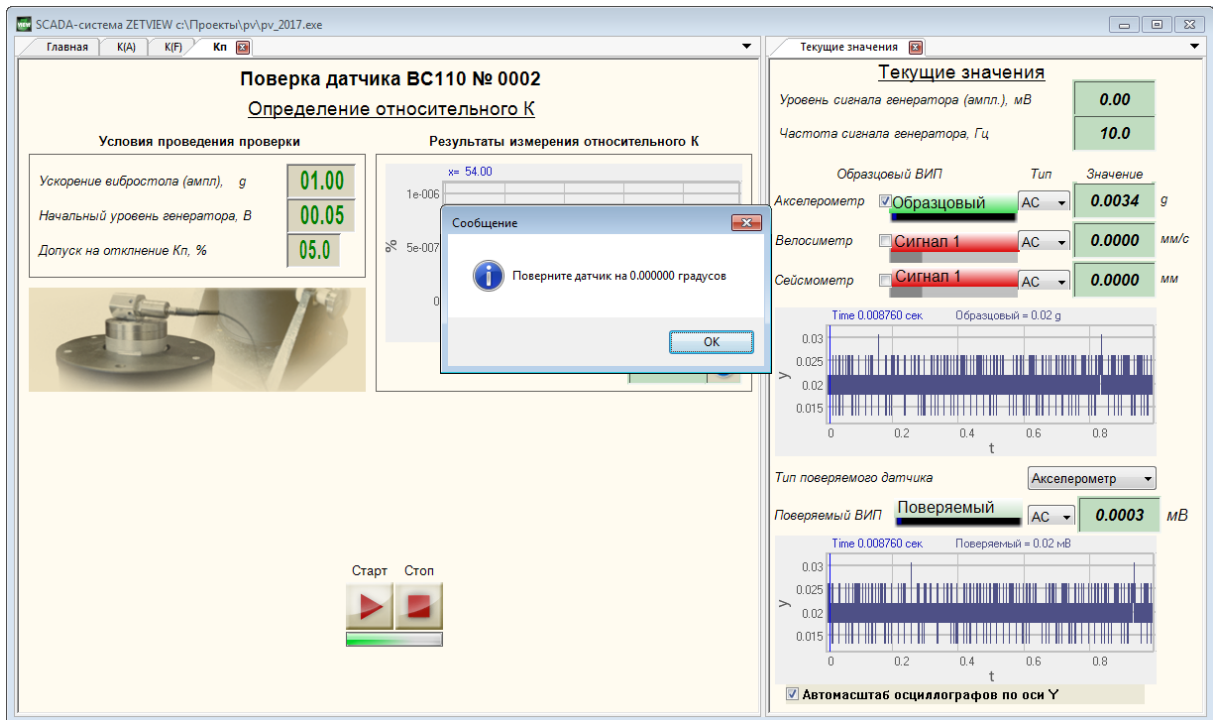 SCADA-система ZETVIEW c:\Проекты\pv\pv_2017.exe
Главная K(A) K(F) Кп
Поверка датчика ВС110 № 0002
Определение относительного К
Условия проведения проверки
Ускорение вибростола (ампл), g 01.00
Начальный уровень генератора, В 00.05
Допуск на отклнение Кп, % 05.0
Результаты измерения относительного К
x= 54.00
1e-006
5e-007
0
%
Сообщение
Поверните датчик на 0.000000 градусов
OK
Старт Стоп
Текущие значения
Текущие значения
Уровень сигнала генератора (ампл.), мВ 0.00
Частота сигнала генератора, Гц 10.0
Образцовый ВИП Тип Значение
Акселерометр Образцовый AC 0.0034 g
Велосиметр Сигнал 1 AC 0.0000 мм/с
Сейсмометр Сигнал 1 AC 0.0000 мм
Time 0.008760 сек Образцовый = 0.02 g
0.03
0.025
0.02
0.015
y
0 0.2 0.4 0.6 0.8
t
Тип поверяемого датчика Акселерометр
Поверяемый ВИП Поверяемый AC 0.0003 мВ
Time 0.008760 сек Поверяемый = 0.02 мВ
0.03
0.025
0.02
0.015
y
0 0.2 0.4 0.6 0.8
t
Автомасштаб осциллографов по оси Y